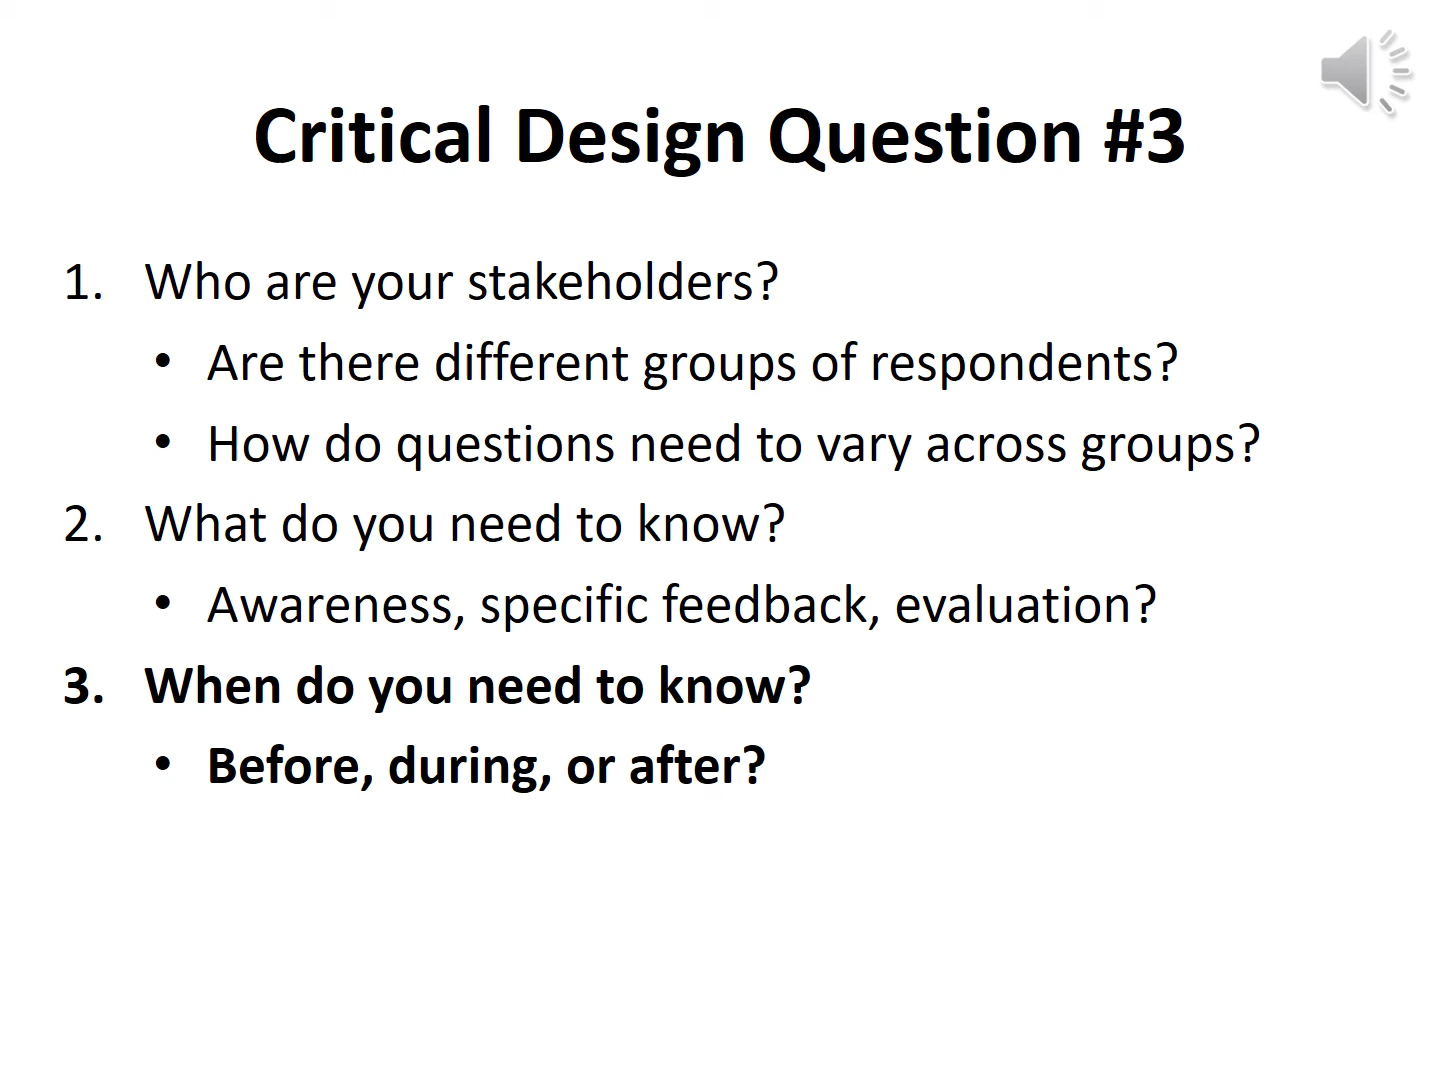 Critical Design Question #3
1. Who are your stakeholders?
• Are there different groups of respondents?
• How do questions need to vary across groups?
2. What do you need to know?
• Awareness, specific feedback, evaluation?
3. When do you need to know?
• Before, during, or after?